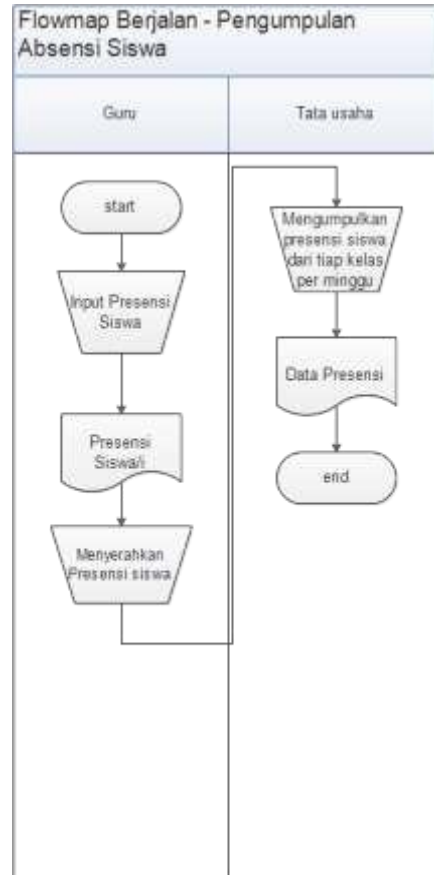 Flowmap Berjalan - Pengumpulan
Absensi Siswa
Guru
Tata usaha
start
Input Presensi
Siswa
Presensi
Siswa/i
Menyerahkan
Presensi siswa
Mengumpulkan
presensi siswa
dari tiap kelas
per minggu
Data Presensi
end